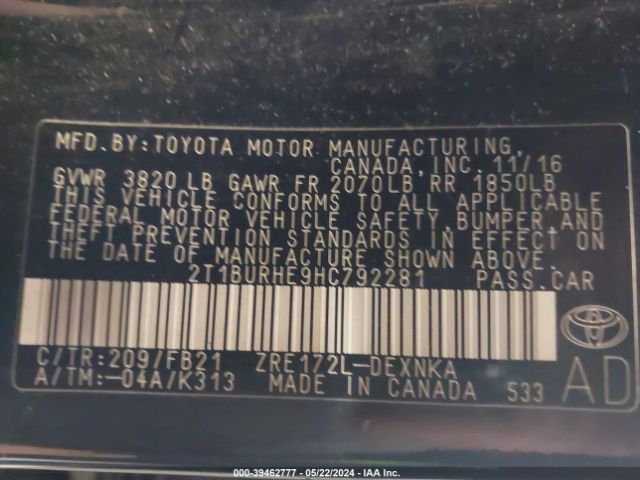 MFD.BY:TOYOTA MOTOR MANUFACTURING,
CANADA,INC. 11/16
GVWR 3820 LB GAWR FR 2070LB RR 1850LB
THIS VEHICLE CONFORMS TO ALL APPLICABLE
FEDERAL MOTOR VEHICLE SAFETY,BUMPER,AND
THEFT PREVENTION STANDARDS IN EFFECT ON
THE DATE OF MANUFACTURE SHOWN ABOVE.
2T1BURHE9HC792281 PASS.CAR
C/TR:209/FB21 ZRE172L-DEXNKA
A/TM:-04A/K313 MADE IN CANADA 533 AD
000-39462777 - 05/22/2024 - IAA Inc.